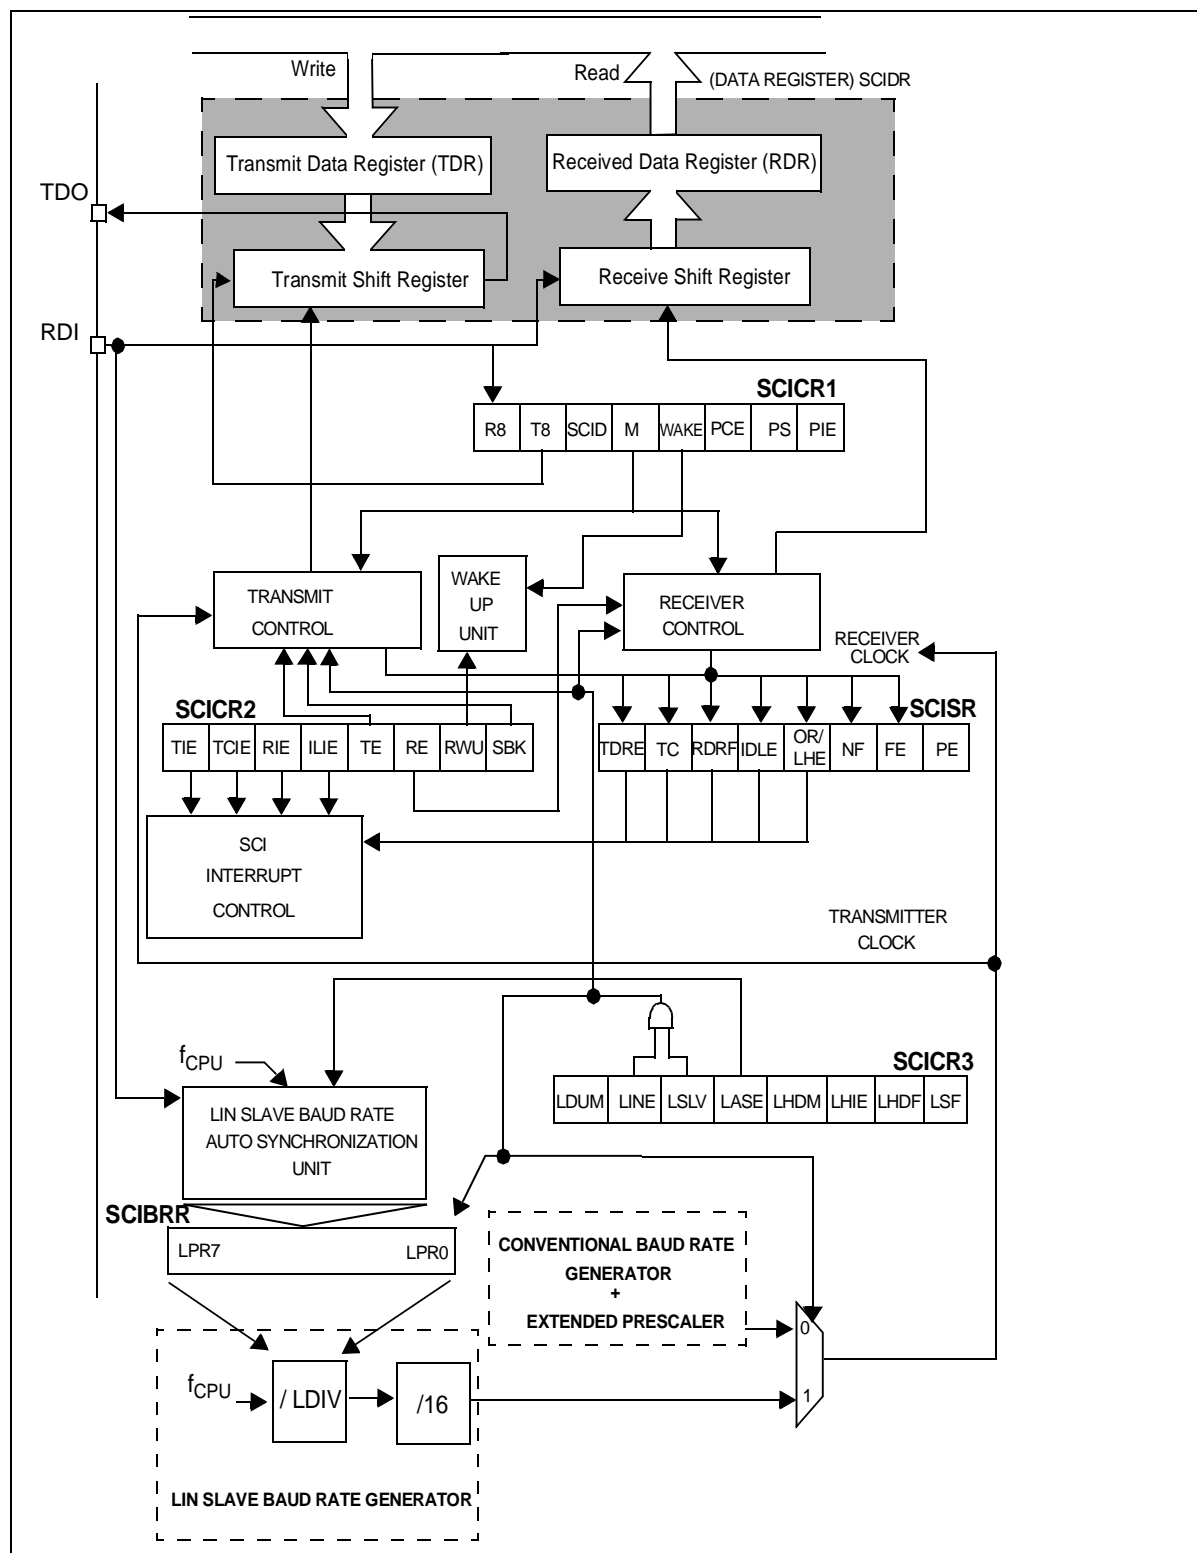 Write
Read
(DATA REGISTER) SCIDR
Transmit Data Register (TDR)
Received Data Register (RDR)
TDO
Transmit Shift Register
Receive Shift Register
RDI
SCICR1
R8 T8 SCID M WAKE PCE PS PIE
TRANSMIT
CONTROL
WAKE
UP
UNIT
RECEIVER
CONTROL
RECEIVER
CLOCK
SCICR2
TIE TCIE RIE ILIE TE RE RWU SBK
SCISR
TDRE TC RDRF IDLE OR/
LHE NF FE PE
SCI
INTERRUPT
CONTROL
TRANSMITTER
CLOCK
fCPU
SCICR3
LDUM LINE LSLV LASE LHDM LHIE LHDF LSF
LIN SLAVE BAUD RATE
AUTO SYNCHRONIZATION
UNIT
SCIBRR
LPR7 LPR0
CONVENTIONAL BAUD RATE
GENERATOR
+
EXTENDED PRESCALER
0
1
fCPU
/ LDIV
/16
LIN SLAVE BAUD RATE GENERATOR